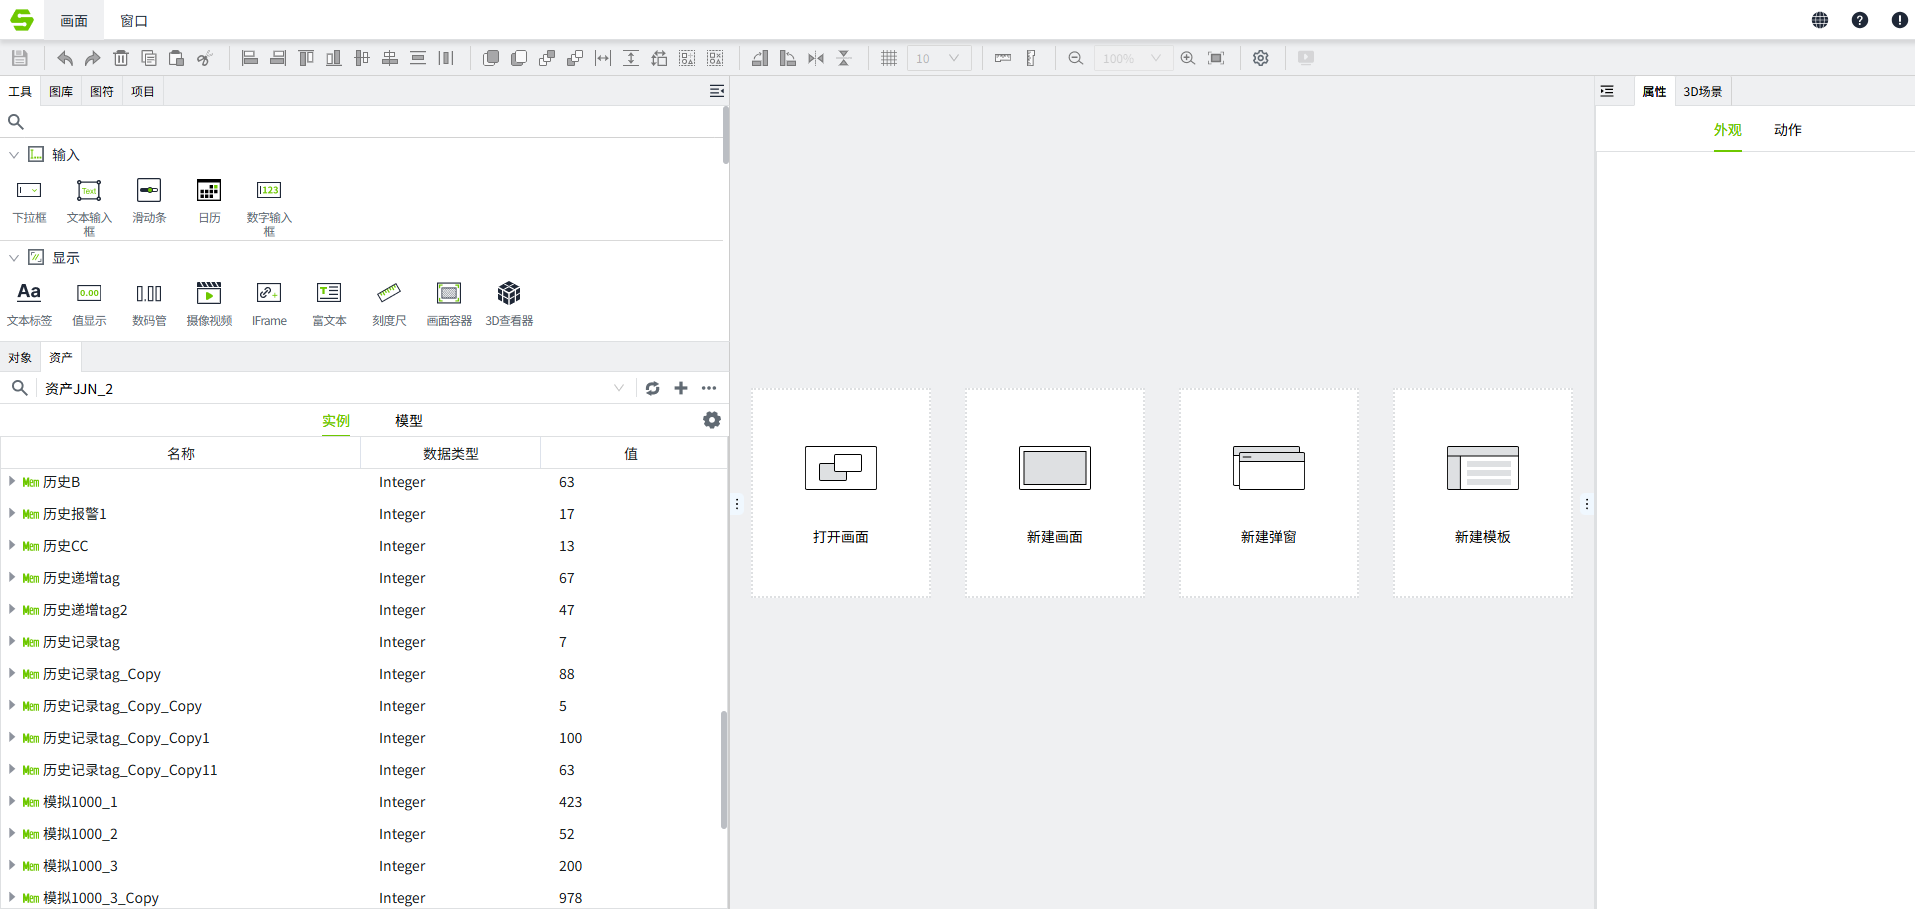 画面 窗口
10 100%
工具 图库 图符 项目
属性 3D场景
外观 动作
输入
下拉框 文本输入框 滑动条 日历 数字输入框
显示
文本标签 值显示 数码管 摄像视频 IFrame 富文本 刻度尺 画面容器 3D查看器
对象 资产
资产JJN_2
实例 模型
名称 数据类型 值
Mem 历史B Integer 63
Mem 历史报警1 Integer 17
Mem 历史CC Integer 13
Mem 历史递增tag Integer 67
Mem 历史递增tag2 Integer 47
Mem 历史记录tag Integer 7
Mem 历史记录tag_Copy Integer 88
Mem 历史记录tag_Copy_Copy Integer 5
Mem 历史记录tag_Copy_Copy1 Integer 100
Mem 历史记录tag_Copy_Copy11 Integer 63
Mem 模拟1000_1 Integer 423
Mem 模拟1000_2 Integer 52
Mem 模拟1000_3 Integer 200
Mem 模拟1000_3_Copy Integer 978
打开画面 新建画面 新建弹窗 新建模板